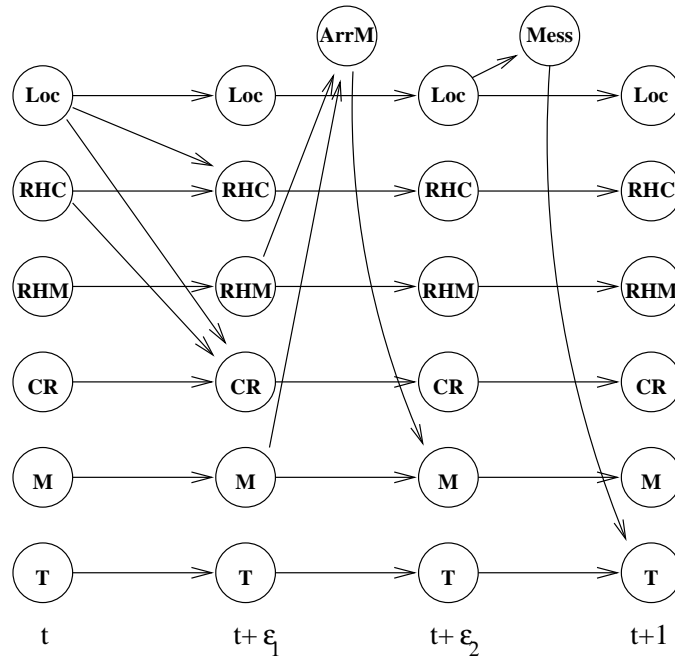 ArrM Mess
Loc Loc Loc Loc
RHC RHC RHC RHC
RHM RHM RHM RHM
CR CR CR CR
M M M M
T T T T
t t+ ε1 t+ ε2 t+1